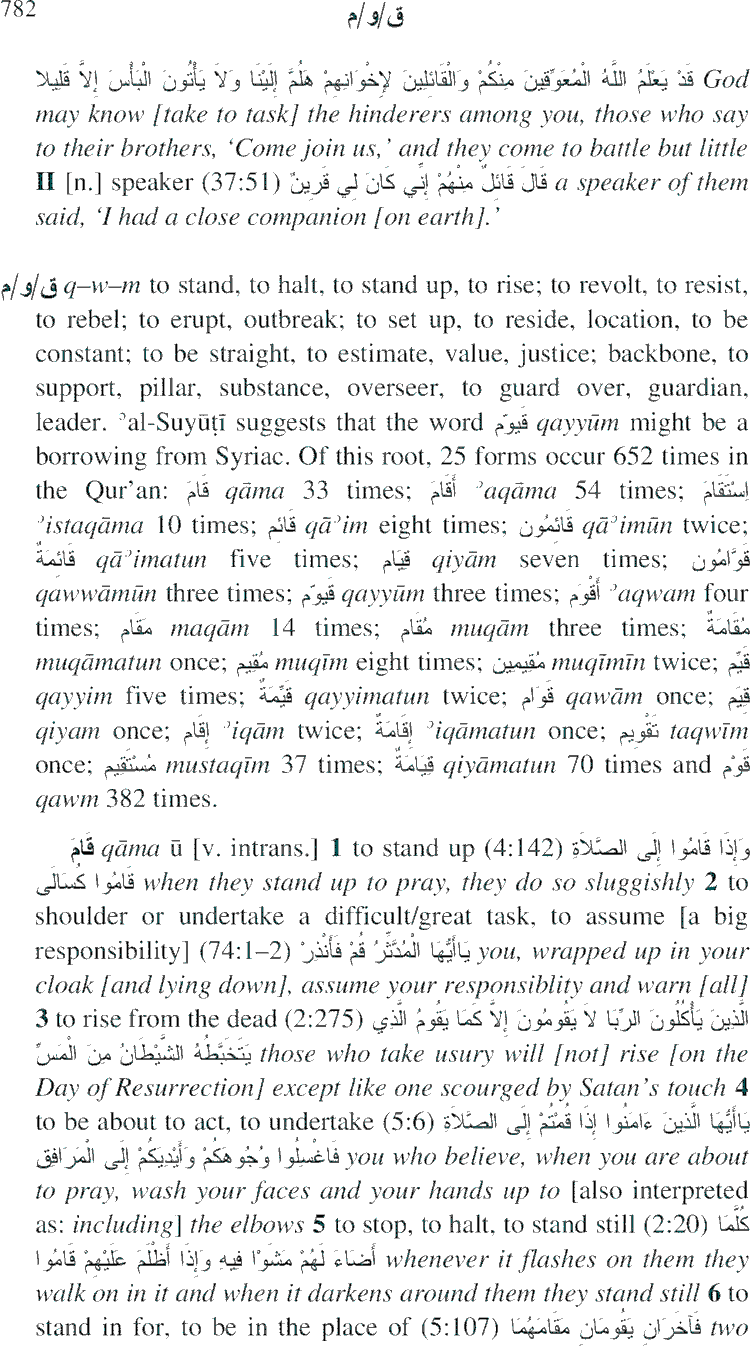 782
ق/و/م
قَدْ يَعْلَمُ اللَّهُ الْمُعَوِّقِينَ مِنْكُمْ وَالْقَائِلِينَ لِإخْوَانِهِمْ هَلُمَّ إِلَيْنَا وَلاَ يَأْتُونَ الْبَأْسَ إِلاَّ قَلِيلا God
may know [take to task] the hinderers among you, those who say
to their brothers, ‘Come join us,’ and they come to battle but little
II [n.] speaker (37:51) قَالَ قَائِلٌ مِنْهُمْ إِنِّي كَانَ لِي قَرِينٌ a speaker of them
said, ‘I had a close companion [on earth].’
ق/و/م q–w–m to stand, to halt, to stand up, to rise; to revolt, to resist,
to rebel; to erupt, outbreak; to set up, to reside, location, to be
constant; to be straight, to estimate, value, justice; backbone, to
support, pillar, substance, overseer, to guard over, guardian,
leader. ᵓal-Suyūṭī suggests that the word قَيوّم qayyūm might be a
borrowing from Syriac. Of this root, 25 forms occur 652 times in
the Qur’an: قَامَ qāma 33 times; أَقَامَ ᵓaqāma 54 times; اِسْتَقَامَ
ᵓistaqāma 10 times; قَائم qāᵓim eight times; قَائِمُون qāᵓimūn twice;
قَائِمَةٌ qāᵓimatun five times; قِيَام qiyām seven times; قَوَّامُون
qawwāmūn three times; قَيوّم qayyūm three times; أَقْوَم ᵓaqwam four
times; مَقَام maqām 14 times; مُقَام muqām three times; مُقَامَةٌ
muqāmatun once; مُقِيم muqīm eight times; مُقِيمِين muqīmīn twice; قَيِّم
qayyim five times; قَيِّمَةٌ qayyimatun twice; قَوَام qawām once; قِيَم
qiyam once; إِقَام ᵓiqām twice; إِقَامَةٌ ᵓiqāmatun once; تَقْوِيم taqwīm
once; مُسْتَقِيم mustaqīm 37 times; قِيَامَةٌ qiyāmatun 70 times and قَوْم
qawm 382 times.
قَامَ qāma ū [v. intrans.] 1 to stand up (4:142) وَإِذَا قَامُوا إِلَى الصَّلاَةِ
قَامُوا كُسَالَى when they stand up to pray, they do so sluggishly 2 to
shoulder or undertake a difficult/great task, to assume [a big
responsibility] (74:1–2) يَاأَيُّهَا الْمُدَّثِّرُ قُمْ فَأَنْذِرْ you, wrapped up in your
cloak [and lying down], assume your responsiblity and warn [all]
3 to rise from the dead (2:275) الَّذِينَ يَأْكُلُونَ الرِّبَا لاَ يَقُومُونَ إِلاَّ كَمَا يَقُومُ الَّذِي
يَتَخَبَّطُهُ الشَّيْطَانُ مِنَ الْمَسِّ those who take usury will [not] rise [on the
Day of Resurrection] except like one scourged by Satan’s touch 4
to be about to act, to undertake (5:6) يَاأَيُّهَا الَّذِينَ ءَامَنُوا إِذَا قُمْتُمْ إِلَى الصَّلاَةِ
فَاغْسِلُوا وُجُوهَكُمْ وَأَيْدِيَكُمْ إِلَى الْمَرَافِقِ you who believe, when you are about
to pray, wash your faces and your hands up to [also interpreted
as: including] the elbows 5 to stop, to halt, to stand still (2:20) كُلَّمَا
أَضَاءَ لَهُمْ مَشَوْا فِيهِ وَإِذَا أَظْلَمَ عَلَيْهِمْ قَامُوا whenever it flashes on them they
walk on in it and when it darkens around them they stand still 6 to
stand in for, to be in the place of (5:107) فَآخَرَانِ يَقُومَانِ مَقَامَهُمَا two